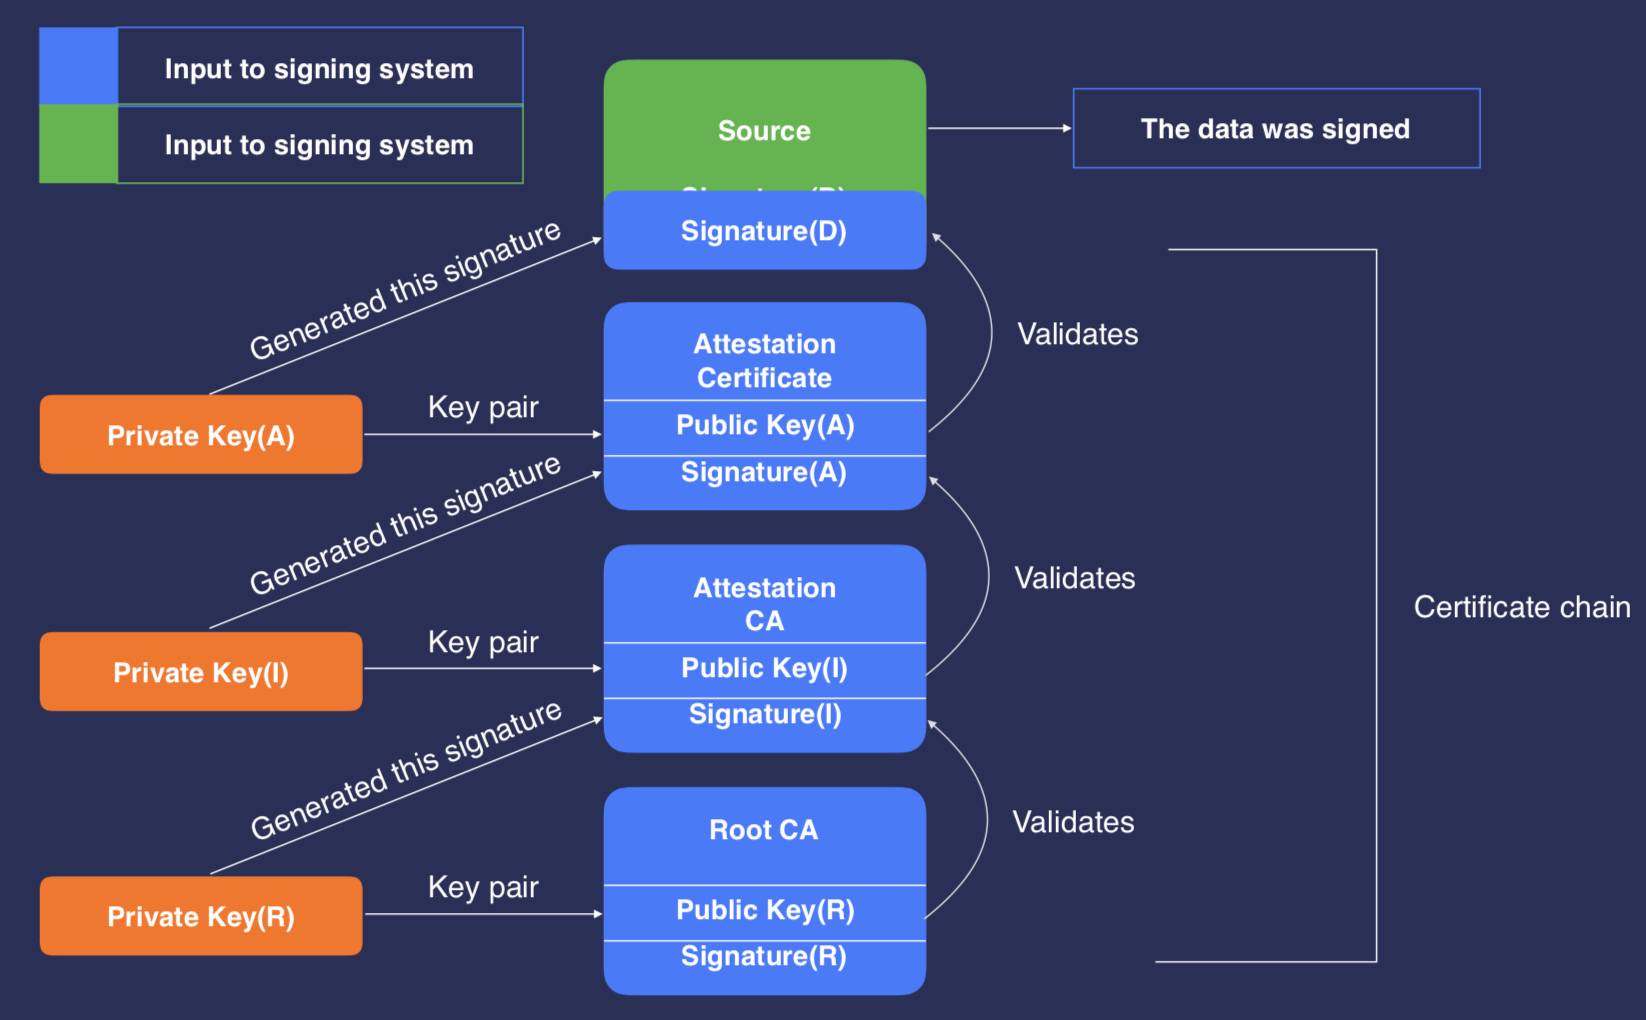 Input to signing system
Input to signing system
Source
The data was signed
Signature(D)
Generated this signature
Validates
Attestation
Certificate
Key pair
Public Key(A)
Private Key(A)
Signature(A)
Generated this signature
Validates
Attestation
CA
Certificate chain
Key pair
Public Key(I)
Private Key(I)
Signature(I)
Generated this signature
Validates
Root CA
Key pair
Public Key(R)
Private Key(R)
Signature(R)